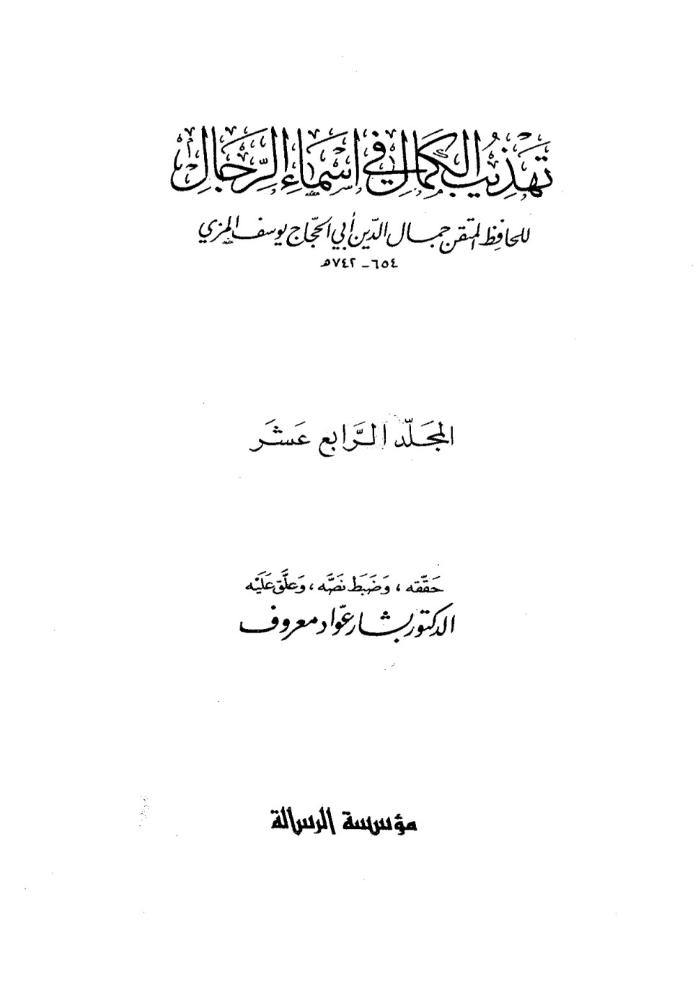 تهذيب الكمال في اسماء الرجال
للحافظ المتقن جمال الدين أبي الحجاج يوسف المزي
٦٥٤ - ٧٤٢هـ
المجلد الرابع عشر
حققه ، وضبط نصه ، وعلق عليه
الدكتور بشار عواد معروف
مؤسسة الرسالة